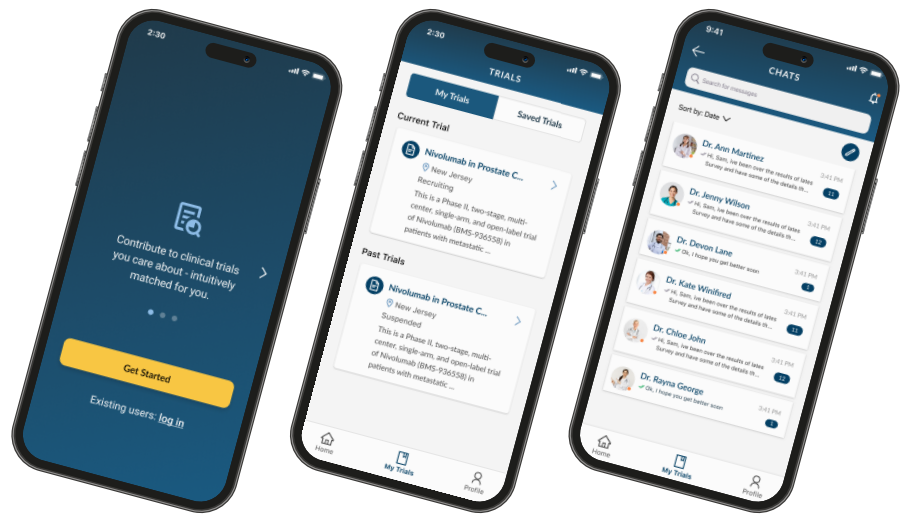 2:30
Contribute to clinical trials
you care about - intuitively
matched for you.
Get Started
Existing users: log in
2:30
TRIALS
My Trials
Saved Trials
Current Trial
Nivolumab in Prostate C...
New Jersey
Recruiting
This is a Phase II, two-stage, multi-
center, single-arm, and open-label trial
of Nivolumab (BMS-936558) in
patients with metastatic ...
Past Trials
Nivolumab in Prostate C...
New Jersey
Suspended
This is a Phase II, two-stage, multi-
center, single-arm, and open-label trial
of Nivolumab (BMS-936558) in
patients with metastatic ...
Home
My Trials
Profile
9:41
CHATS
Search for messages
Sort by: Date
Dr. Ann Martinez
Hi, Sam, ive been over the results of lates
Survey and have some of the details th...
3:41 PM
11
Dr. Jenny Wilson
Hi, Sam, ive been over the results of lates
Survey and have some of the details th...
3:41 PM
12
Dr. Devon Lane
Ok, I hope you get better soon
3:41 PM
1
Dr. Kate Winifired
Hi, Sam, ive been over the results of lates
Survey and have some of the details th...
3:41 PM
11
Dr. Chloe John
Hi, Sam, ive been over the results of lates
Survey and have some of the details th...
3:41 PM
12
Dr. Rayna George
Ok, I hope you get better soon
3:41 PM
1
Home
My Trials
Profile